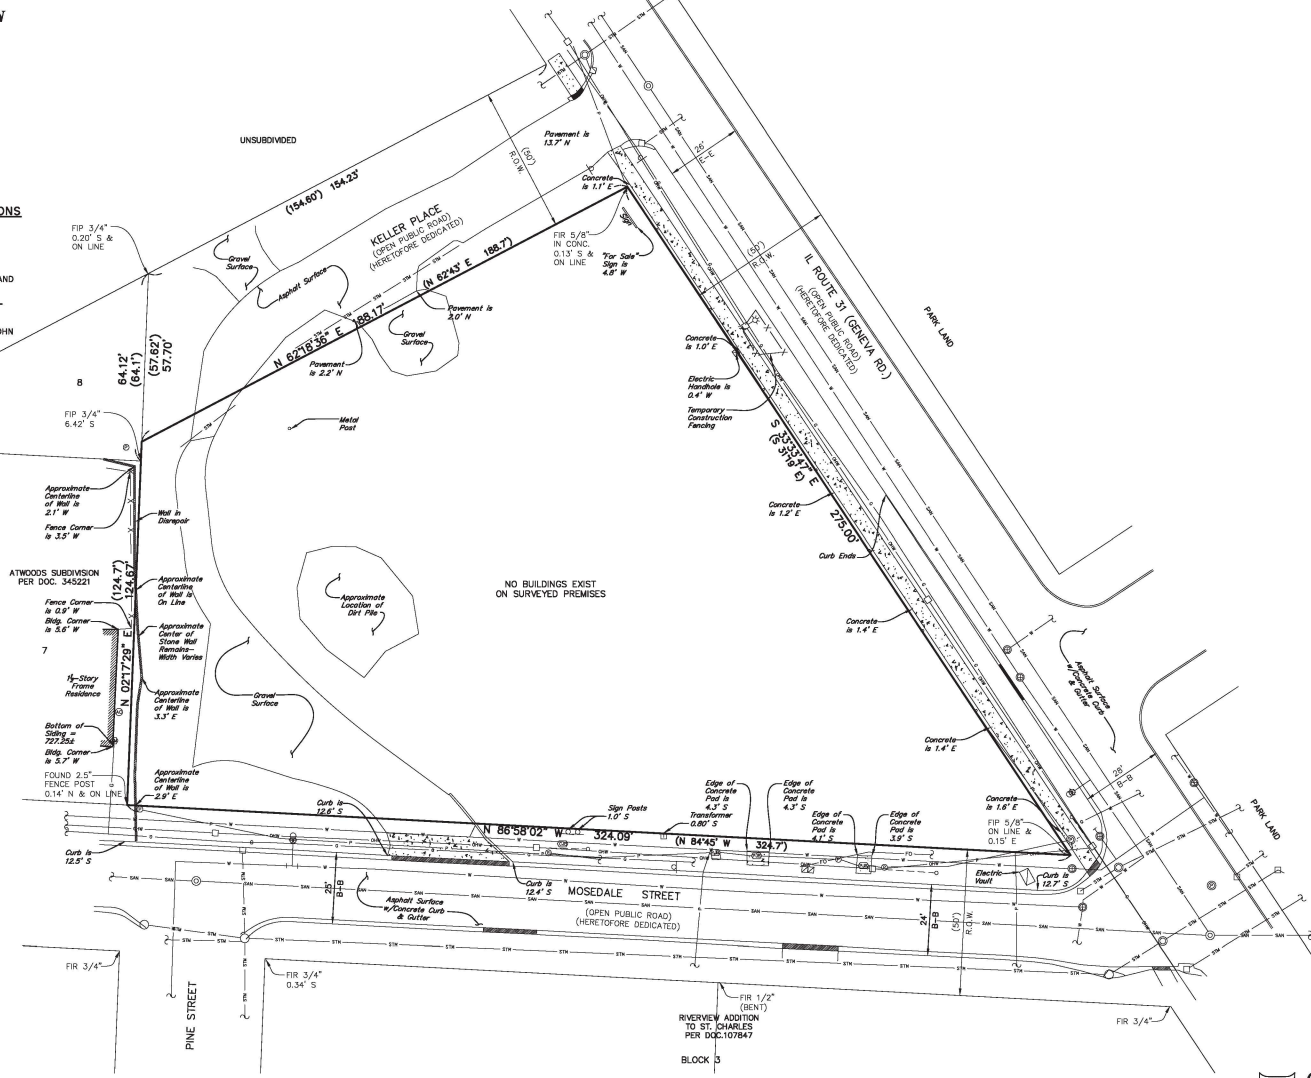 UNSUBDIVIDED
(154.60') 154.23'
FIP 3/4"
0.20' S &
ON LINE
KELLER PLACE
(OPEN PUBLIC ROAD)
(HERETOFORE DEDICATED)
Gravel
Surface
Asphalt Surface
Pavement is
13.7' N
(50')
R.O.W.
Concrete
is 1.1' E
FIR 5/8"
IN CONC.
0.13' S &
ON LINE
Sign
"For Sale"
Sign is
4.8' W
26'
E-E
(50')
R.O.W.
IL ROUTE 31 (GENEVA RD.)
(OPEN PUBLIC ROAD)
(HERETOFORE DEDICATED)
PARK LAND
N 62°18'36" E 188.17'
(N 62°43' E 188.7')
Pavement is
2.0' N
Gravel
Surface
Pavement
is 2.2' N
64.12'
(64.1')
(57.62')
57.70'
8
FIP 3/4"
6.42' S
Metal
Post
Concrete
is 1.0' E
Electric
Handhole is
0.4' W
Temporary
Construction
Fencing
S 33°33'47" E
(S 31°19' E)
275.00'
Concrete
is 1.2' E
Curb Ends
Approximate
Centerline
of Wall is
2.1' W
Fence Corner
is 3.5' W
Wall in
Disrepair
ATWOODS SUBDIVISION
PER DOC. 345221
(124.7')
124.67'
N 02°17'29" E
Approximate
Centerline
of Wall is
On Line
Fence Corner
is 0.9' W
Bldg. Corner
is 5.6' W
7
Approximate
Center of
Stone Wall
Remains-
Width Varies
1½-Story
Frame
Residence
Approximate
Centerline
of Wall is
3.3' E
Bottom of
Siding =
727.25±
Bldg. Corner
is 5.7' W
FOUND 2.5"
FENCE POST
0.14' N & ON LINE
Approximate
Centerline
of Wall is
2.9' E
Approximate
Location of
Dirt Pile
NO BUILDINGS EXIST
ON SURVEYED PREMISES
Gravel
Surface
Concrete
is 1.4' E
Concrete
is 1.4' E
Asphalt Surface
w/Concrete Curb
& Gutter
28'
B-B
PARK LAND
Curb is
12.6' S
Sign Posts
1.0' S
Transformer
0.80' S
Edge of
Concrete
Pad is
4.3' S
Edge of
Concrete
Pad is
4.3' S
Edge of
Concrete
Pad is
4.1' S
Edge of
Concrete
Pad is
3.9' S
Concrete
is 1.6' E
FIP 5/8"
ON LINE &
0.15' E
N 86°58'02" W 324.09'
(N 84°45' W 324.7')
Curb is
12.5' S
25'
B-B
Curb is
12.4' S
MOSEDALE STREET
(OPEN PUBLIC ROAD)
(HERETOFORE DEDICATED)
Asphalt Surface
w/Concrete Curb
& Gutter
Electric
Vault
Curb is
12.7' S
24'
B-B
(50')
R.O.W.
FIR 3/4"
FIR 3/4"
0.34' S
PINE STREET
FIR 1/2"
(BENT)
RIVERVIEW ADDITION
TO ST. CHARLES
PER DOC.107847
BLOCK 3
FIR 3/4"